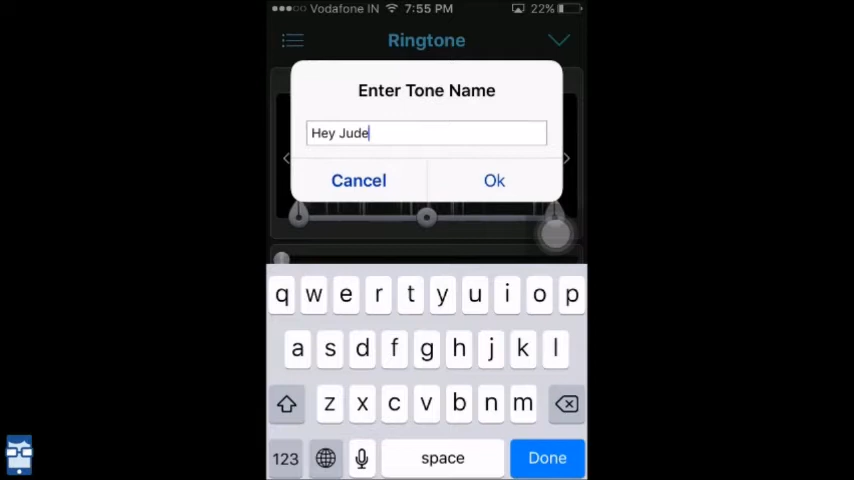 Vodafone IN 7:55 PM 22%
Ringtone
Enter Tone Name
Hey Jude
Cancel Ok
q w e r t y u i o p
a s d f g h j k l
z x c v b n m
123 space Done